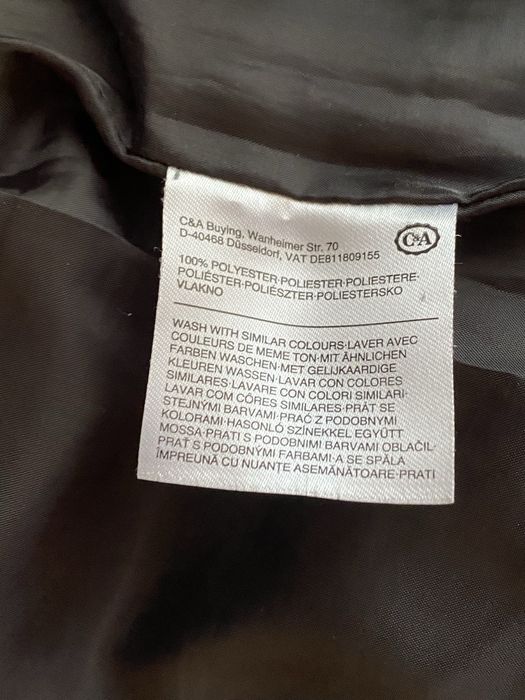 C&A Buying, Wanheimer Str. 70
D-40468 Düsseldorf, VAT DE811809155
C&A
100% POLYESTER·POLIESTER·POLIESTERE·
POLIÉSTER·POLIÉSZTER·POLIESTERSKO
VLAKNO
WASH WITH SIMILAR COLOURS·LAVER AVEC
COULEURS DE MEME TON·MIT ÄHNLICHEN
FARBEN WASCHEN·MET GELIJKAARDIGE
KLEUREN WASSEN·LAVAR CON COLORES
SIMILARES·LAVARE CON COLORI SIMILARI·
LAVAR COM CÔRES SIMILARES·PRÁT SE
STEJNÝMI BARVAMI·PRAĆ Z PODOBNYMI
KOLORAMI·HASONLÓ SZÍNEKKEL EGYÜTT
MOSSA·PRATI S PODOBNIMI BARVAMI OBLAČIL·
PRAŤ S PODOBNÝMI FARBAMI·A SE SPĂLA
ÎMPREUNĂ CU NUANȚE ASEMĂNĂTOARE·PRATI